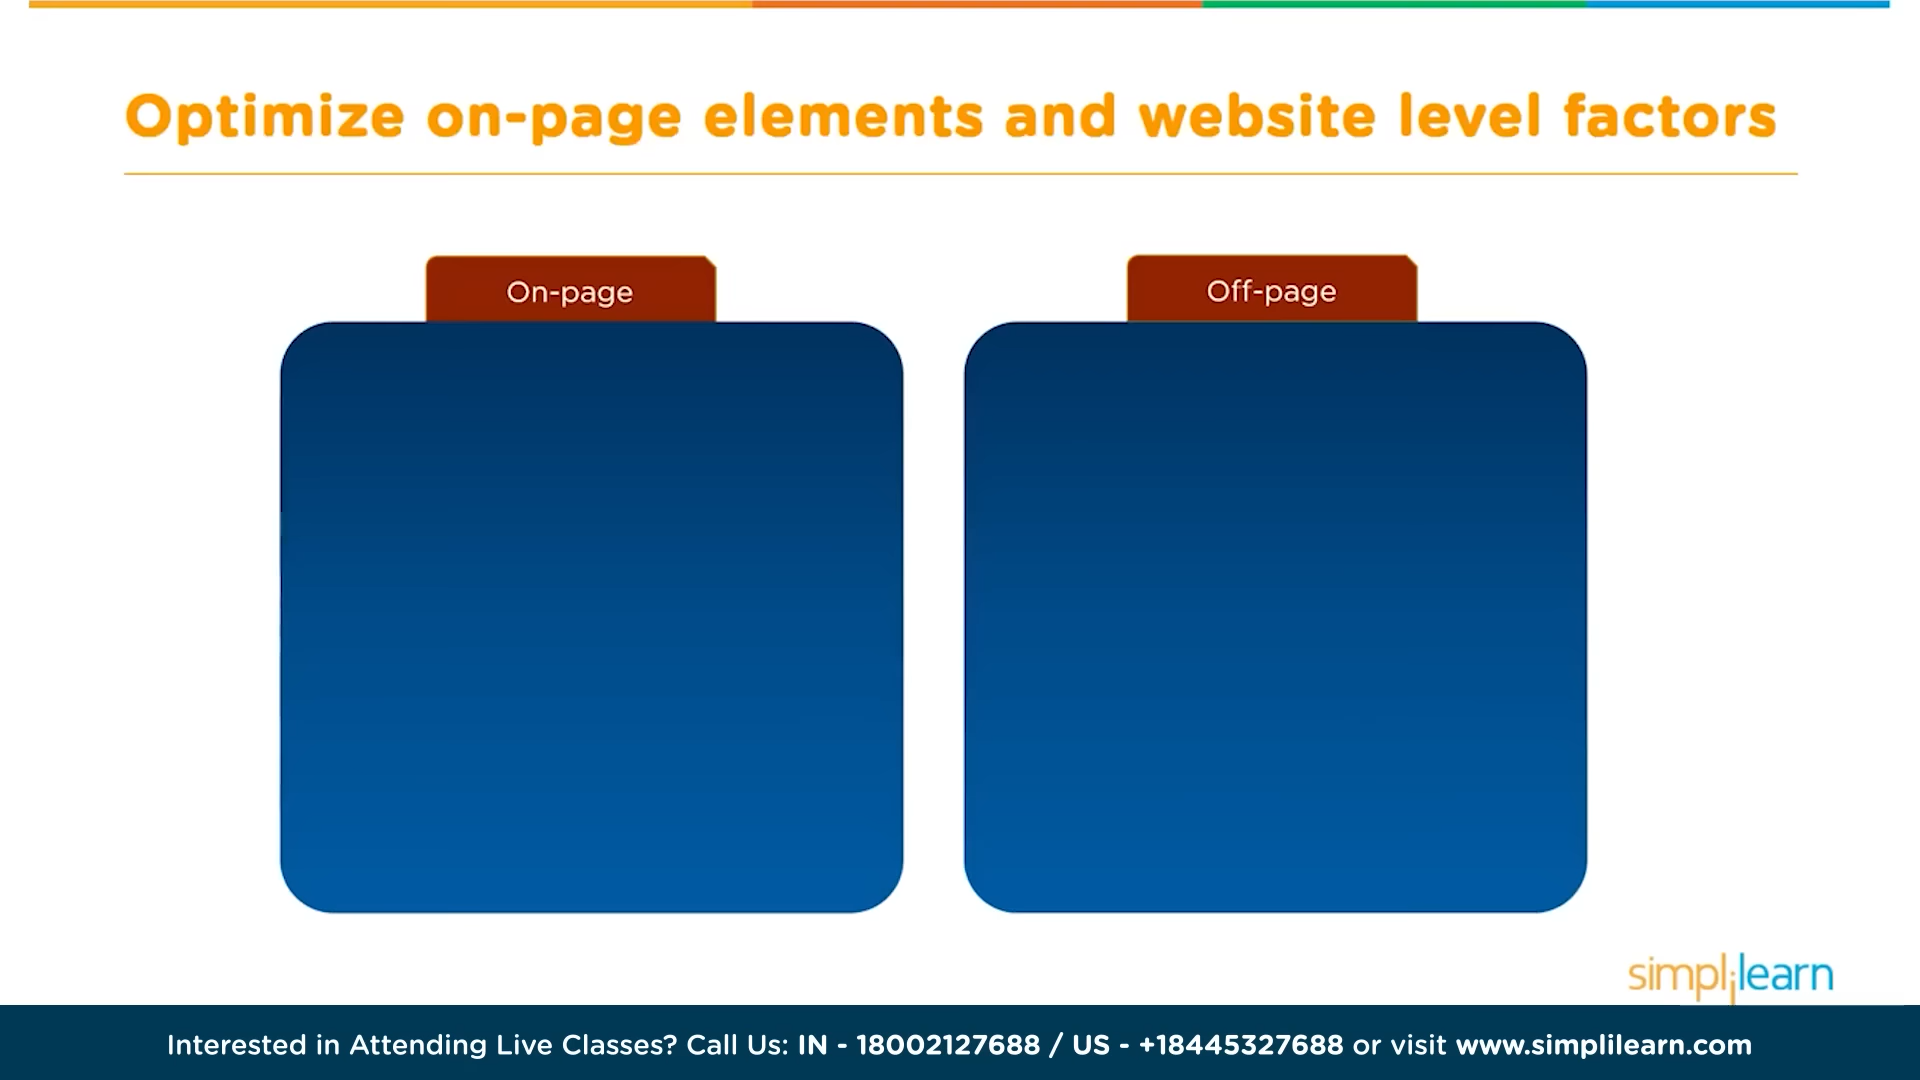 Optimize on-page elements and website level factors
On-page
Off-page
simplilearn
Interested in Attending Live Classes? Call Us: IN - 18002127688 / US - +18445327688 or visit www.simplilearn.com